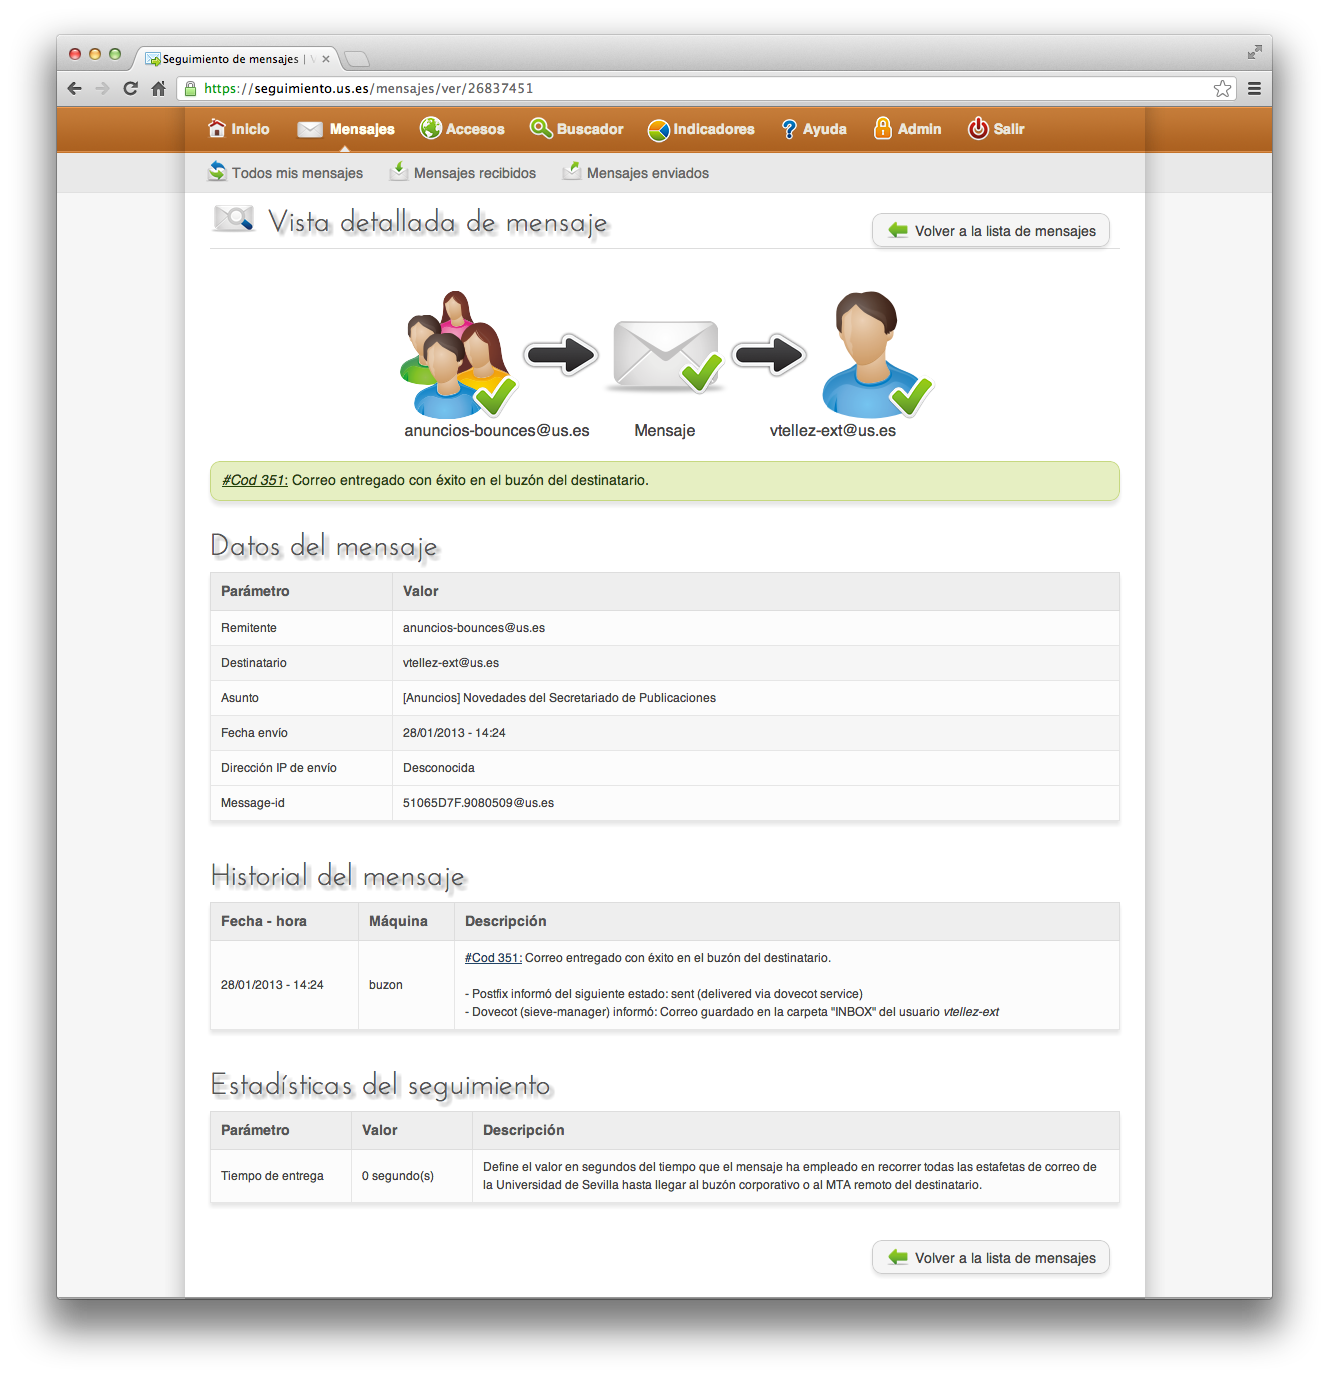 Seguimiento de mensajes | V
https://seguimiento.us.es/mensajes/ver/26837451
Inicio Mensajes Accesos Buscador Indicadores Ayuda Admin Salir
Todos mis mensajes Mensajes recibidos Mensajes enviados
Vista detallada de mensaje
Volver a la lista de mensajes
anuncios-bounces@us.es Mensaje vtellez-ext@us.es
#Cod 351: Correo entregado con éxito en el buzón del destinatario.
Datos del mensaje
Parámetro Valor
Remitente anuncios-bounces@us.es
Destinatario vtellez-ext@us.es
Asunto [Anuncios] Novedades del Secretariado de Publicaciones
Fecha envío 28/01/2013 - 14:24
Dirección IP de envío Desconocida
Message-id 51065D7F.9080509@us.es
Historial del mensaje
Fecha - hora Máquina Descripción
28/01/2013 - 14:24 buzon #Cod 351: Correo entregado con éxito en el buzón del destinatario.
- Postfix informó del siguiente estado: sent (delivered via dovecot service)
- Dovecot (sieve-manager) informó: Correo guardado en la carpeta "INBOX" del usuario vtellez-ext
Estadísticas del seguimiento
Parámetro Valor Descripción
Tiempo de entrega 0 segundo(s) Define el valor en segundos del tiempo que el mensaje ha empleado en recorrer todas las estafetas de correo de
la Universidad de Sevilla hasta llegar al buzón corporativo o al MTA remoto del destinatario.
Volver a la lista de mensajes